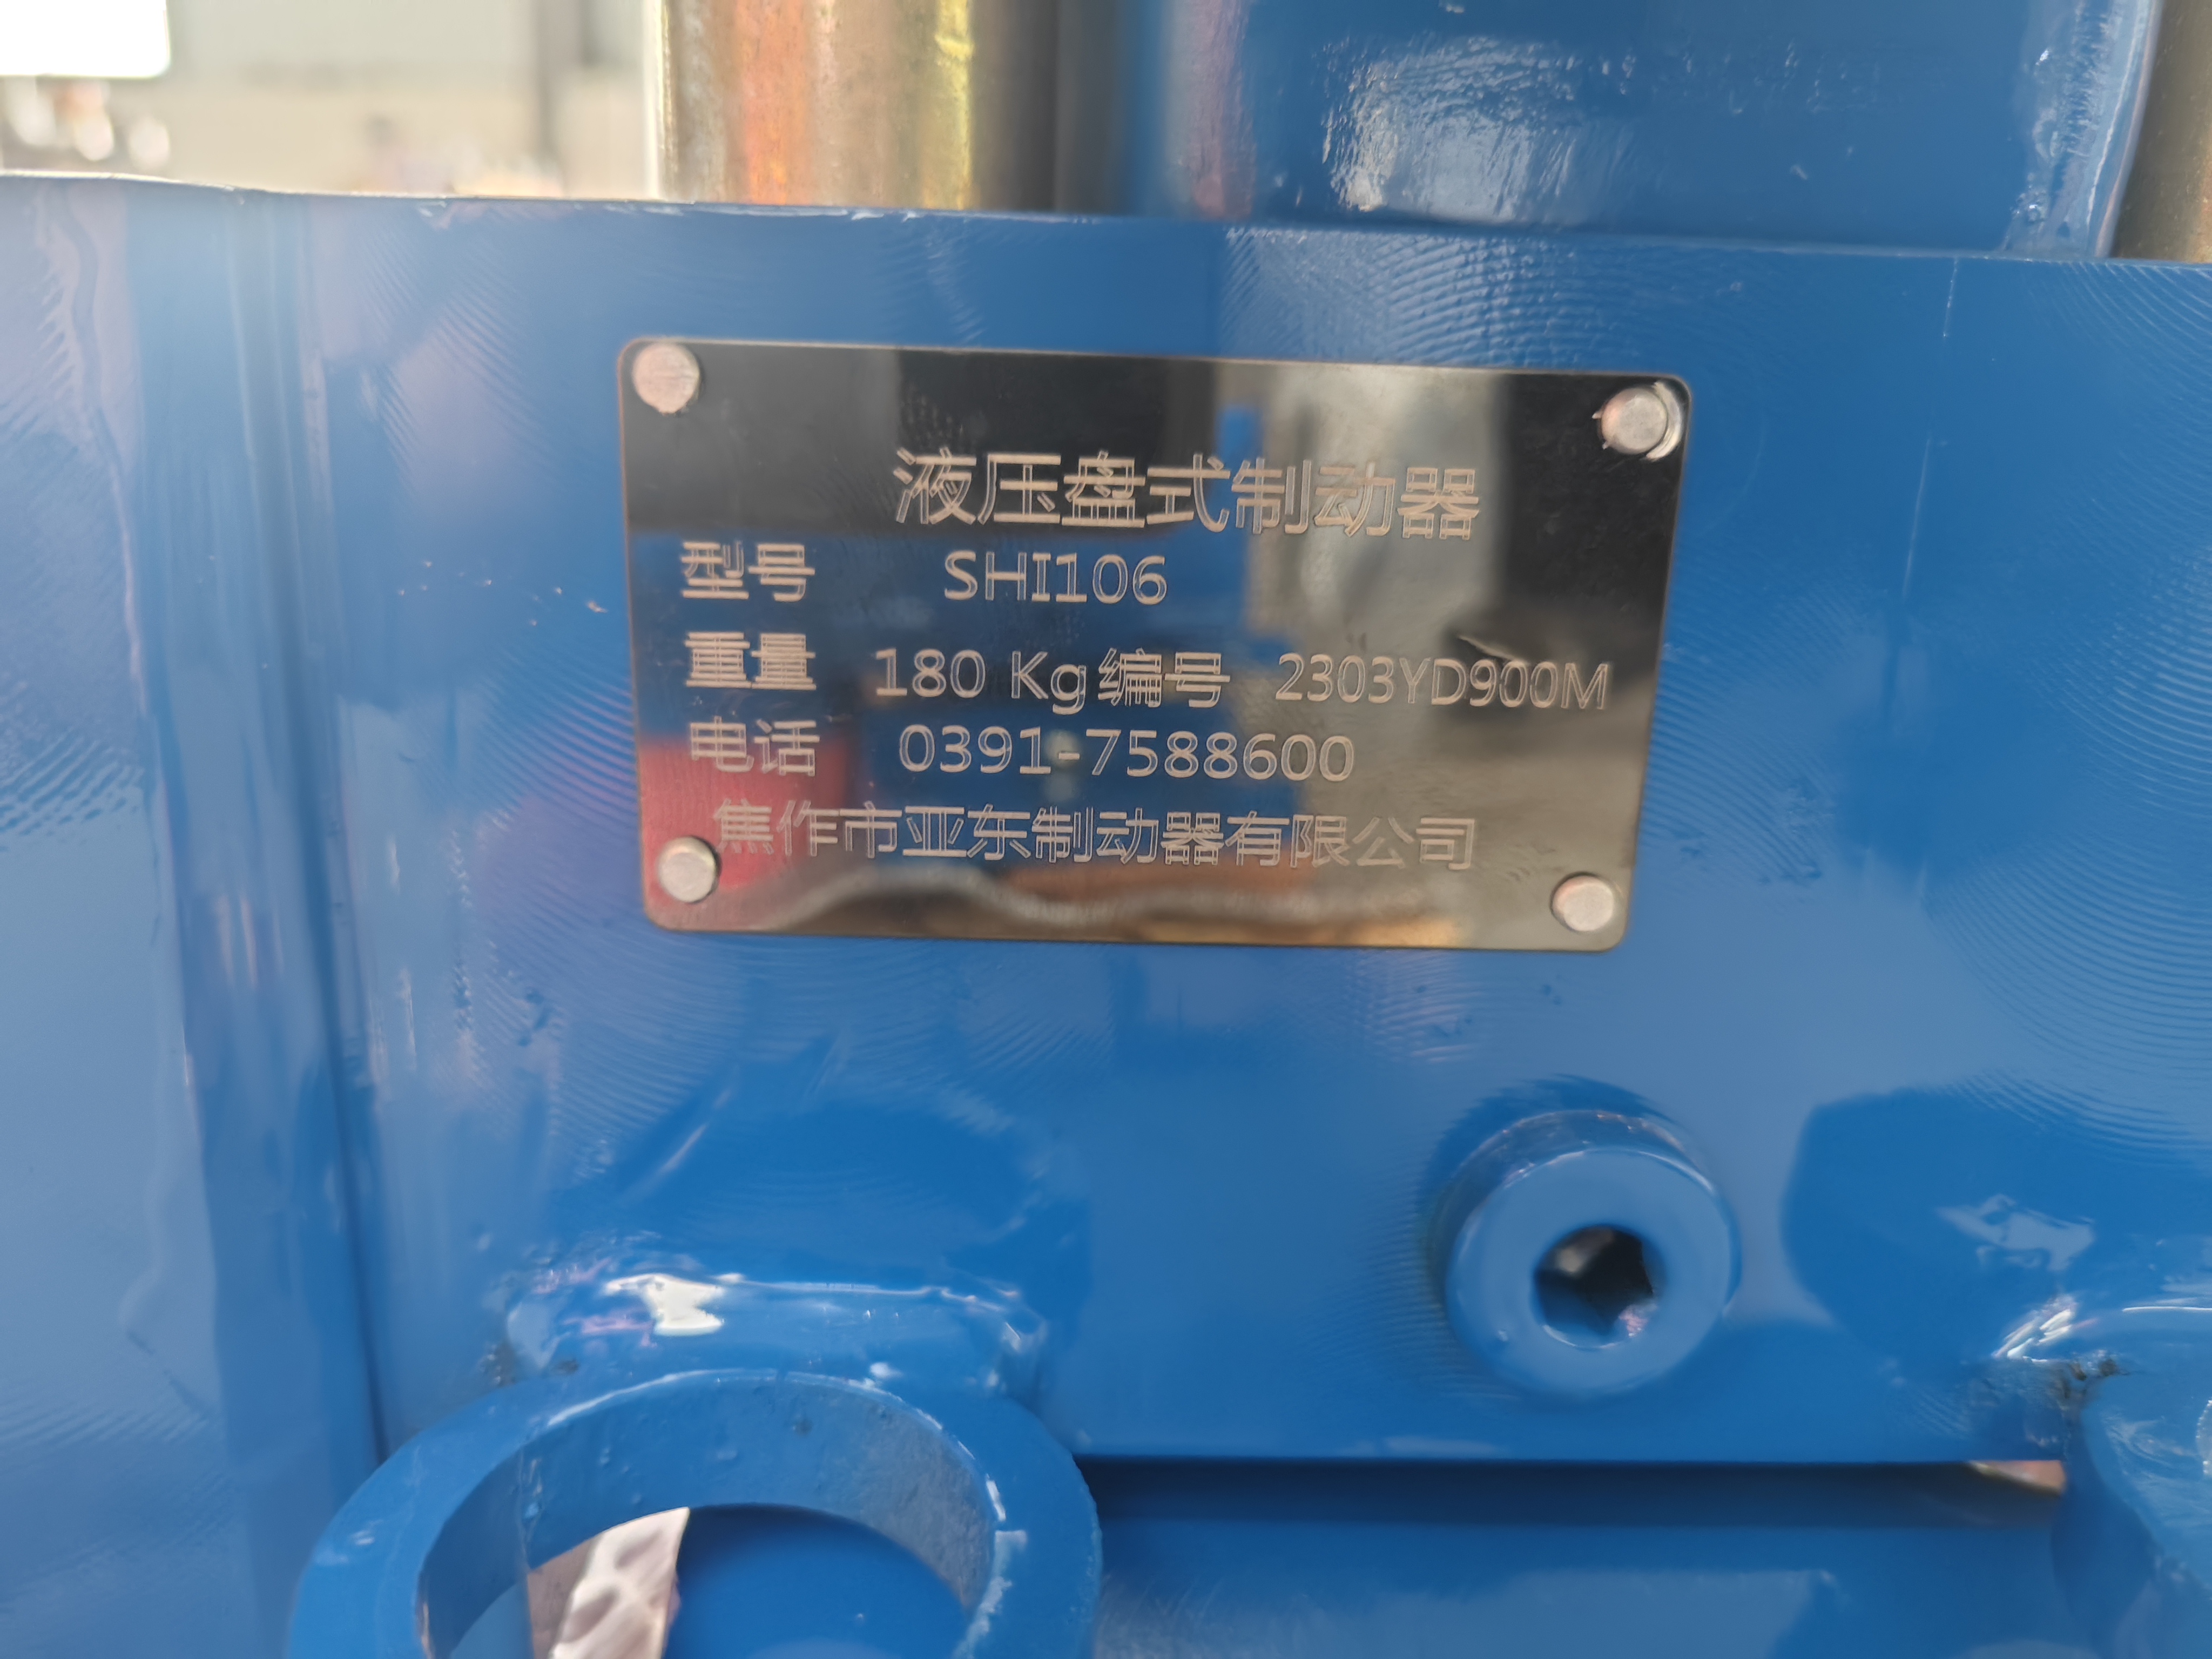 液压盘式制动器
型号 SHI106
重量 180 Kg 编号 2303YD900M
电话 0391-7588600
焦作市亚东制动器有限公司